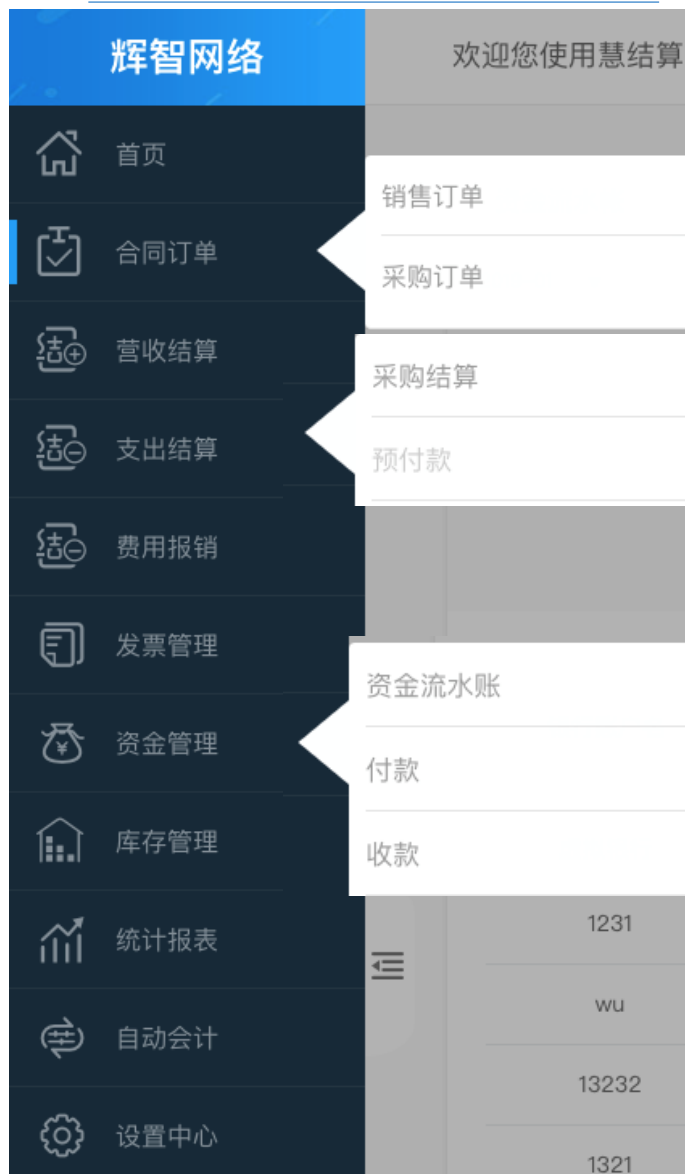 辉智网络
欢迎您使用慧结算
首页
销售订单
合同订单
采购订单
营收结算
采购结算
支出结算
预付款
费用报销
发票管理
资金流水账
资金管理
付款
库存管理
收款
1231
统计报表
wu
自动会计
13232
设置中心
1321